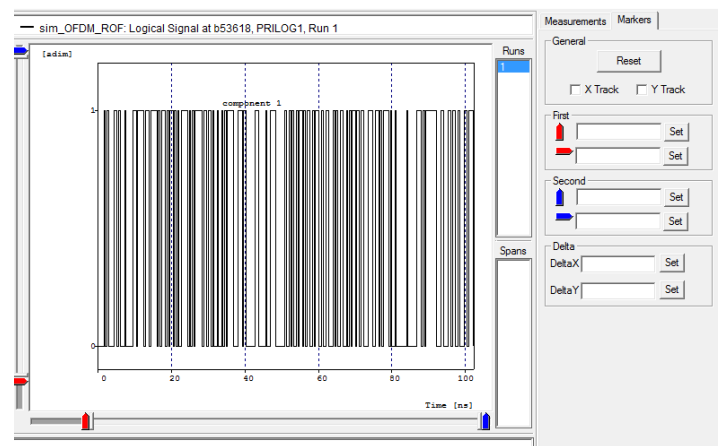 sim_OFDM_ROF: Logical Signal at b53618, PRILOG1, Run 1
[adim]
component 1
1
0
0 20 40 60 80 100
Time [ns]
Runs
1
Spans
Measurements Markers
General
Reset
X Track Y Track
First
Set
Set
Second
Set
Set
Delta
DeltaX Set
DeltaY Set